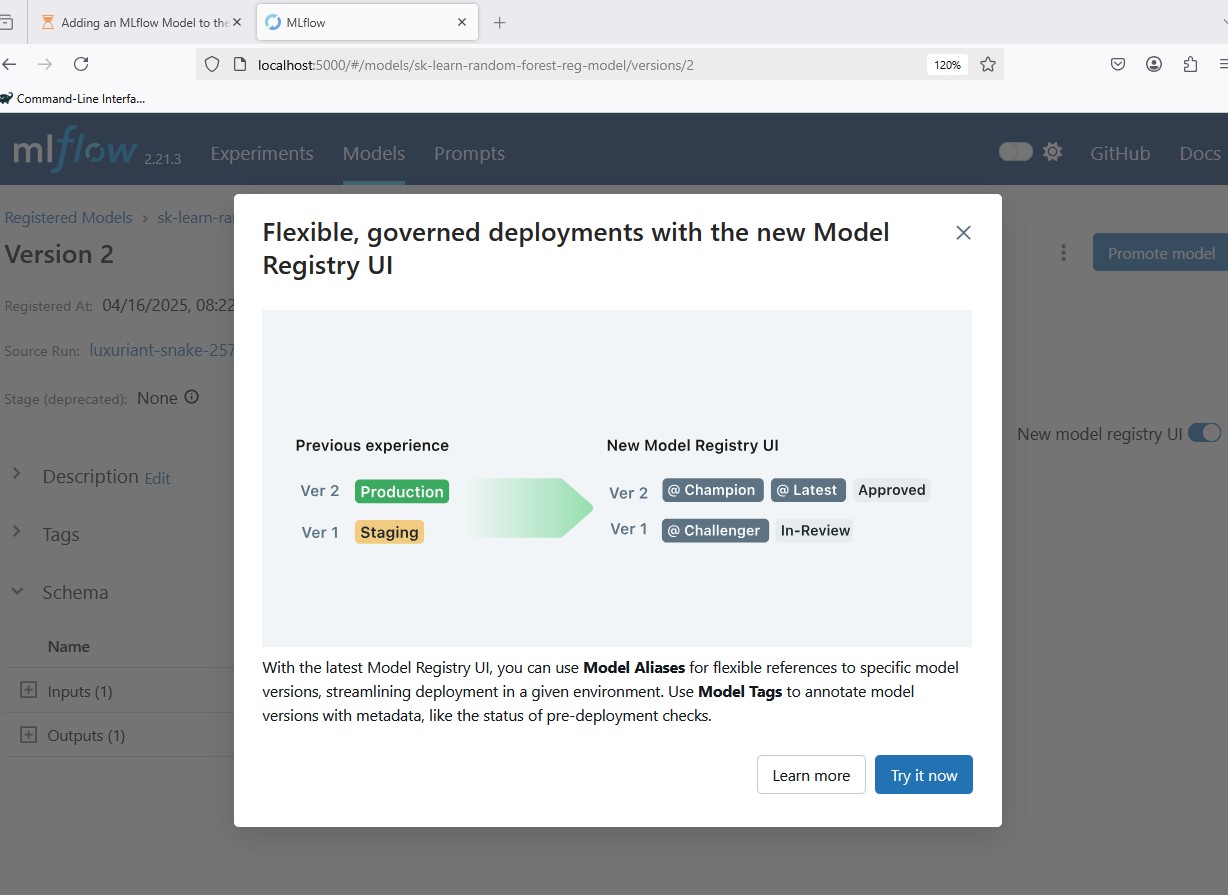 Adding an MLflow Model to the
MLflow
localhost:5000/#/models/sk-learn-random-forest-reg-model/versions/2
120%
Command-Line Interfa...
mlflow 2.21.3
Experiments
Models
Prompts
GitHub
Docs
Registered Models > sk-learn-ra
Version 2
Promote model
Registered At: 04/16/2025, 08:22
Source Run: luxuriant-snake-257
Stage (deprecated): None
New model registry UI
Description Edit
Tags
Schema
Name
Inputs (1)
Outputs (1)
Flexible, governed deployments with the new Model
Registry UI
Previous experience
Ver 2 Production
Ver 1 Staging
New Model Registry UI
Ver 2 @ Champion @ Latest Approved
Ver 1 @ Challenger In-Review
With the latest Model Registry UI, you can use Model Aliases for flexible references to specific model
versions, streamlining deployment in a given environment. Use Model Tags to annotate model
versions with metadata, like the status of pre-deployment checks.
Learn more
Try it now